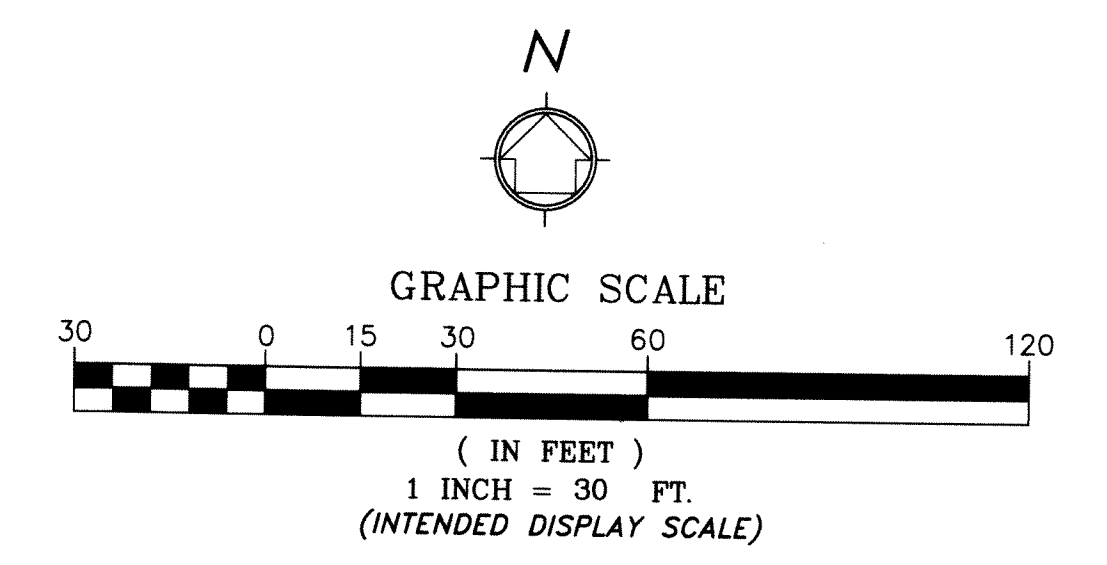 N
GRAPHIC SCALE
30 0 15 30 60 120
( IN FEET )
1 INCH = 30 FT.
(INTENDED DISPLAY SCALE)